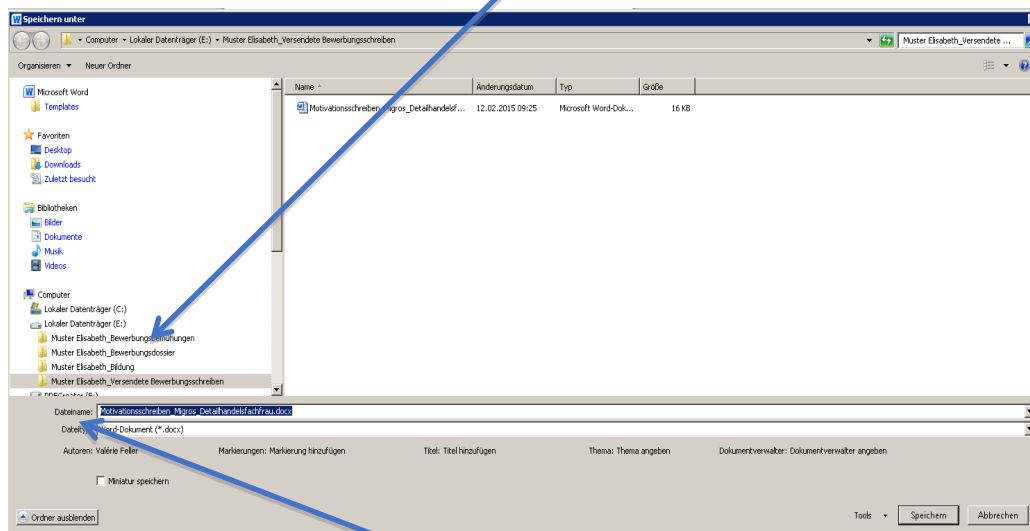 Speichern unter
Computer Lokaler Datenträger (E:) Muster Elisabeth_Versendete Bewerbungsschreiben
Muster Elisabeth_Versendete ...
Organisieren Neuer Ordner
Name Änderungsdatum Typ Größe
Motivationsschreiben_Migros_Detailhandelsf... 12.02.2015 09:25 Microsoft Word-Dok... 16 KB
Microsoft Word
Templates
Favoriten
Desktop
Downloads
Zuletzt besucht
Bibliotheken
Bilder
Dokumente
Musik
Videos
Computer
Lokaler Datenträger (C:)
Lokaler Datenträger (E:)
Muster Elisabeth_Bewerbungsbemühungen
Muster Elisabeth_Bewerbungsdossier
Muster Elisabeth_Bildung
Muster Elisabeth_Versendete Bewerbungsschreiben
Dateiname: Motivationsschreiben_Migros_Detailhandelsfachfrau.docx
Dateityp: Word-Dokument (*.docx)
Autoren: Valérie Feller Markierungen: Markierung hinzufügen Titel: Titel hinzufügen Thema: Thema angeben Dokumentverwalter: Dokumentverwalter angeben
Miniatur speichern
Ordner ausblenden Tools Speichern Abbrechen